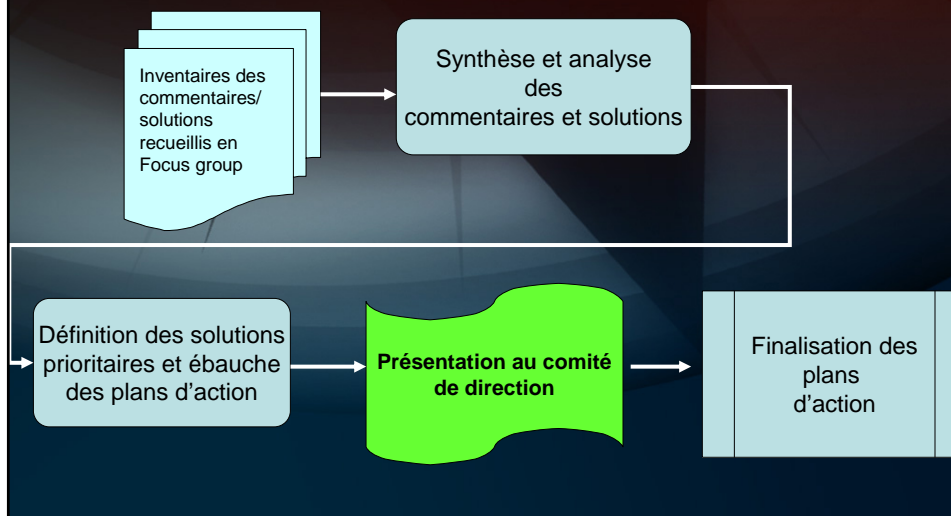 Inventaires des
commentaires/
solutions
recueillis en
Focus group
Synthèse et analyse
des
commentaires et solutions
Définition des solutions
prioritaires et ébauche
des plans d’action
Présentation au comité
de direction
Finalisation des
plans
d’action